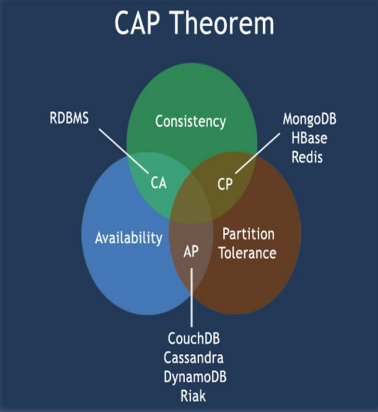 CAP Theorem
RDBMS
Consistency
MongoDB
HBase
Redis
CA
CP
Availability
Partition
Tolerance
AP
CouchDB
Cassandra
DynamoDB
Riak